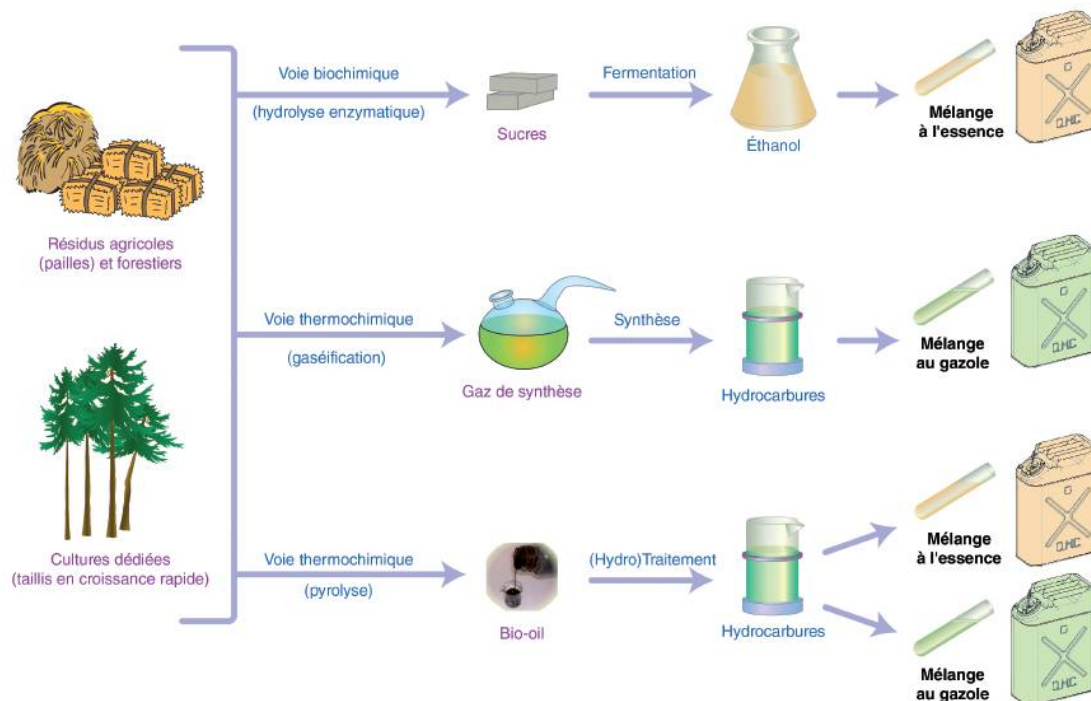 Voie biochimique
(hydrolyse enzymatique)
Sucres
Fermentation
Éthanol
Mélange
à l'essence
Résidus agricoles
(pailles) et forestiers
Voie thermochimique
(gaséification)
Gaz de synthèse
Synthèse
Hydrocarbures
Mélange
au gazole
Cultures dédiées
(taillis en croissance rapide)
Voie thermochimique
(pyrolyse)
Bio-oil
(Hydro)Traitement
Hydrocarbures
Mélange
à l'essence
Mélange
au gazole